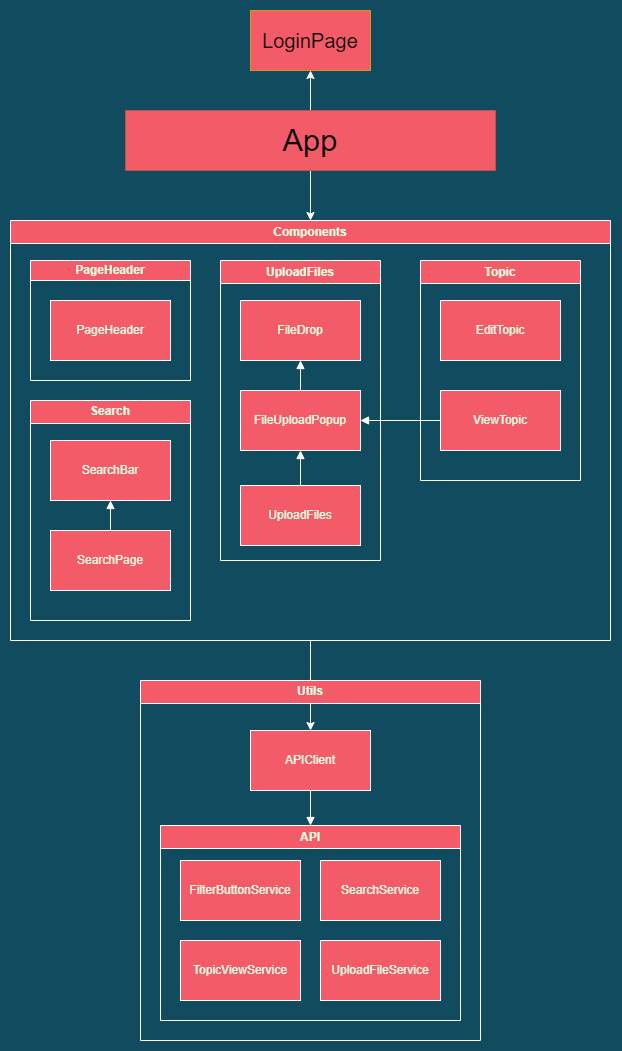 LoginPage
App
Components
PageHeader
PageHeader
Search
SearchBar
SearchPage
UploadFiles
FileDrop
FileUploadPopup
UploadFiles
Topic
EditTopic
ViewTopic
Utils
APIClient
API
FilterButtonService
SearchService
TopicViewService
UploadFileService